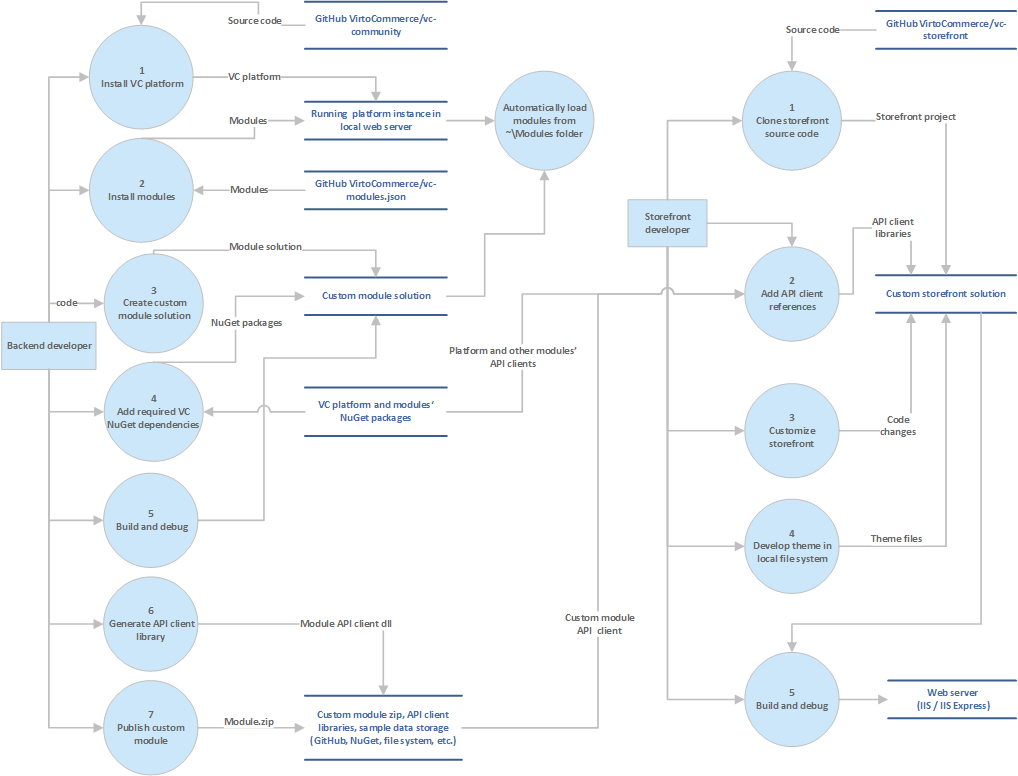 Source code
GitHub VirtoCommerce/vc-
community
1
Install VC platform
VC platform
Running platform instance in
local web server
Automatically load
modules from
~\Modules folder
Modules
2
Install modules
Modules
GitHub VirtoCommerce/vc-
modules.json
Module solution
code
3
Create custom
module solution
Custom module solution
NuGet packages
Backend developer
Platform and other modules'
API clients
4
Add required VC
NuGet dependencies
VC platform and modules'
NuGet packages
5
Build and debug
6
Generate API client
library
Module API client dll
Custom module
API client
7
Publish custom
module
Module.zip
Custom module zip, API client
libraries, sample data storage
(GitHub, NuGet, file system, etc.)
Source code
GitHub VirtoCommerce/vc-
storefront
1
Clone storefront
source code
Storefront project
Storefront
developer
API client
libraries
2
Add API client
references
Custom storefront solution
3
Customize
storefront
Code
changes
4
Develop theme in
local file system
Theme files
5
Build and debug
Web server
(IIS / IIS Express)